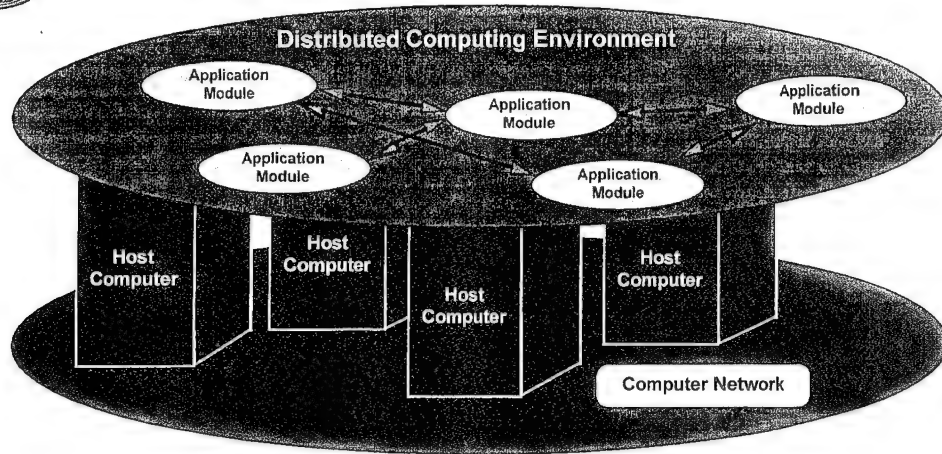 Distributed Computing Environment
Application
Module
Application
Module
Application
Module
Application
Module
Application
Module
Host
Computer
Host
Computer
Host
Computer
Host
Computer
Computer Network